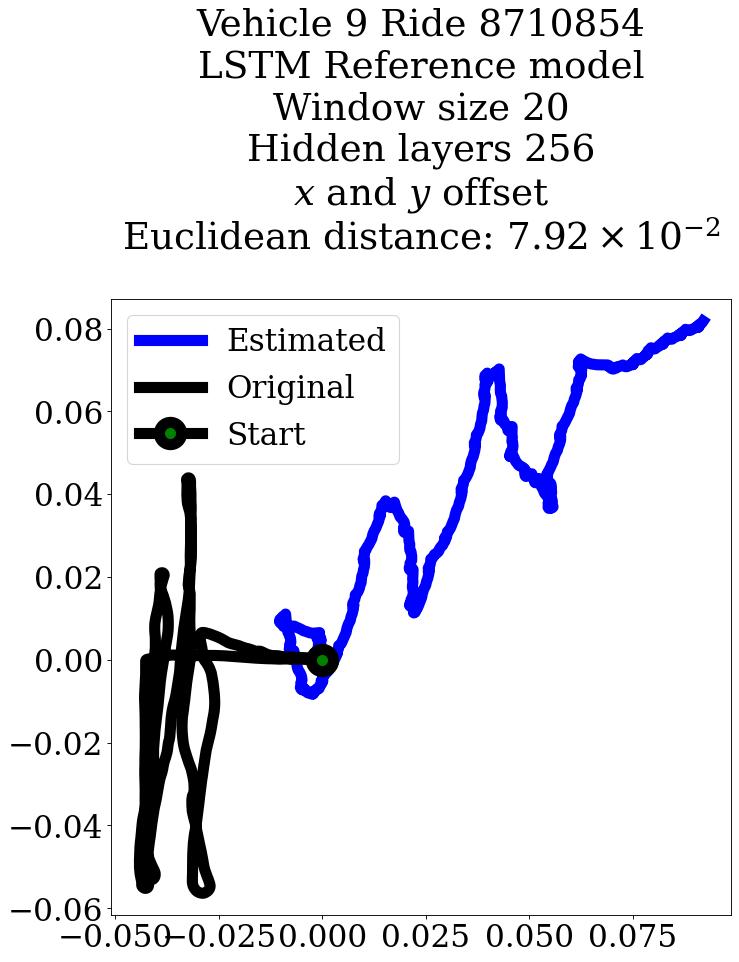 Vehicle 9 Ride 8710854
LSTM Reference model
Window size 20
Hidden layers 256
x and y offset
Euclidean distance: 7.92 × 10⁻²
Estimated
Original
Start
0.08
0.06
0.04
0.02
0.00
−0.02
−0.04
−0.06
−0.050 −0.025 0.000 0.025 0.050 0.075